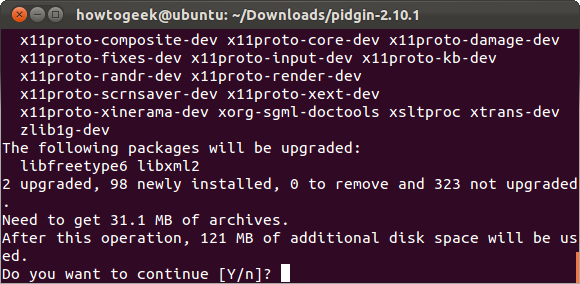 howtogeek@ubuntu: ~/Downloads/pidgin-2.10.1
x11proto-composite-dev x11proto-core-dev x11proto-damage-dev
x11proto-fixes-dev x11proto-input-dev x11proto-kb-dev
x11proto-randr-dev x11proto-render-dev
x11proto-scrnsaver-dev x11proto-xext-dev
x11proto-xinerama-dev xorg-sgml-doctools xsltproc xtrans-dev
zlib1g-dev
The following packages will be upgraded:
libfreetype6 libxml2
2 upgraded, 98 newly installed, 0 to remove and 323 not upgraded
.
Need to get 31.1 MB of archives.
After this operation, 121 MB of additional disk space will be us
ed.
Do you want to continue [Y/n]?